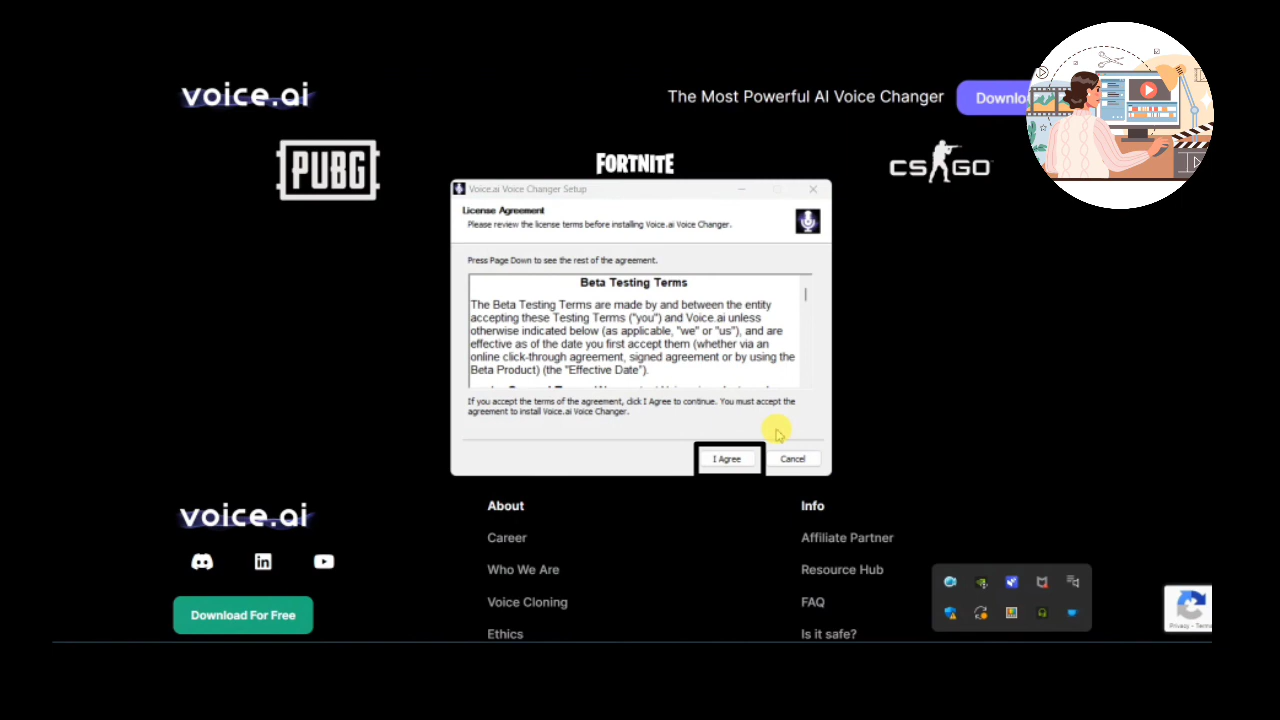 voice.ai
The Most Powerful AI Voice Changer
PUBG
FORTNITE
CS GO
Voice.ai Voice Changer Setup
License Agreement
Please review the license terms before installing Voice.ai Voice Changer.
Press Page Down to see the rest of the agreement.
Beta Testing Terms
The Beta Testing Terms are made by and between the entity
accepting these Testing Terms ("you") and Voice.ai unless
otherwise indicated below (as applicable, "we" or "us"), and are
effective as of the date you first accept them (whether via an
online click-through agreement, signed agreement or by using the
Beta Product) (the "Effective Date").
If you accept the terms of the agreement, click I Agree to continue. You must accept the
agreement to install Voice.ai Voice Changer.
I Agree
Cancel
voice.ai
Download For Free
About
Career
Who We Are
Voice Cloning
Ethics
Info
Affiliate Partner
Resource Hub
FAQ
Is it safe?
Privacy -